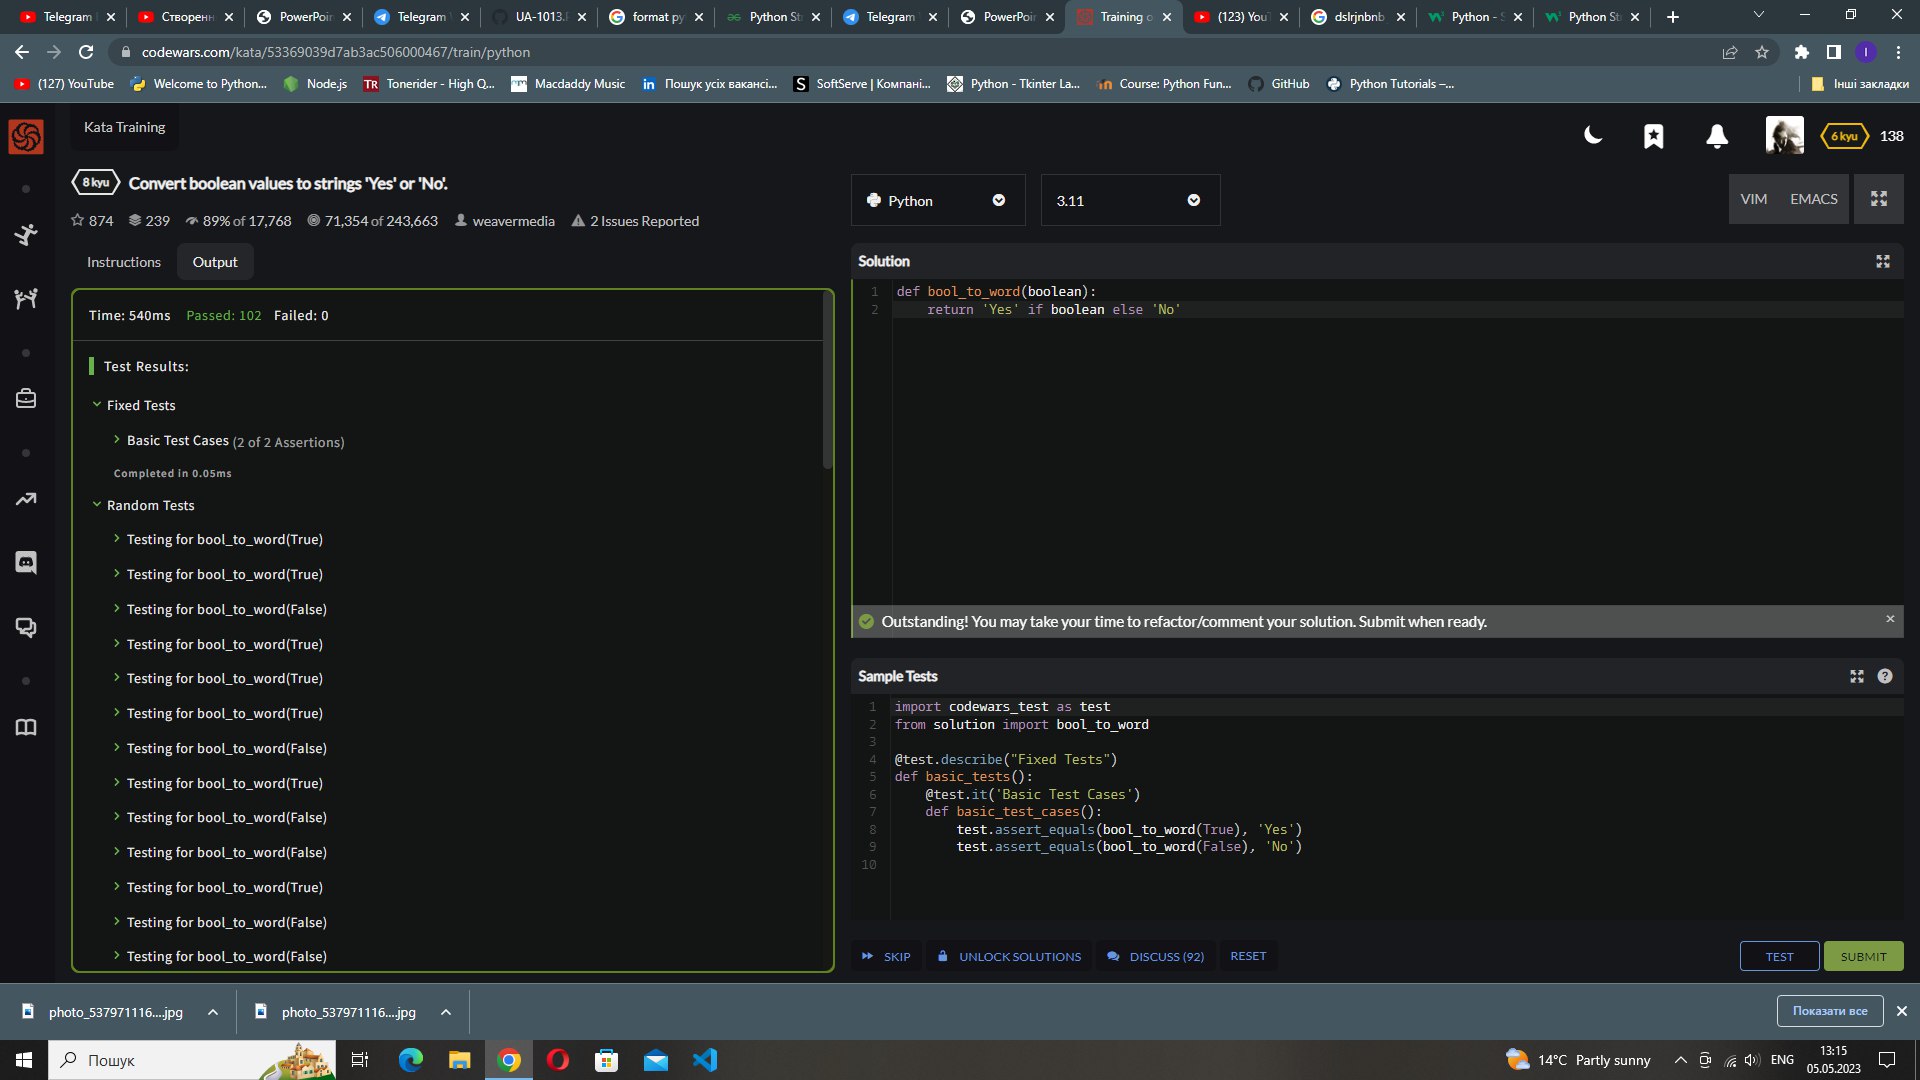 Telegram
Створенн
PowerPoin
Telegram
UA-1013.P
format py
Python St
Telegram
PowerPoin
Training o
(123) YouT
dslrjnbnb
Python - S
Python St
codewars.com/kata/53369039d7ab3ac506000467/train/python
(127) YouTube
Welcome to Python...
Node.js
TR
Tonerider - High Q...
Macdaddy Music
Пошук усіх вакансі...
SoftServe | Компані...
Python - Tkinter La...
Course: Python Fun...
GitHub
Python Tutorials –...
Інші закладки
Kata Training
6 kyu
138
8 kyu
Convert boolean values to strings 'Yes' or 'No'.
874
239
89% of 17,768
71,354 of 243,663
weavermedia
2 Issues Reported
Python
3.11
VIM
EMACS
Instructions
Output
Solution
Time: 540ms Passed: 102 Failed: 0
Test Results:
Fixed Tests
Basic Test Cases (2 of 2 Assertions)
Completed in 0.05ms
Random Tests
Testing for bool_to_word(True)
Testing for bool_to_word(True)
Testing for bool_to_word(False)
Testing for bool_to_word(True)
Testing for bool_to_word(True)
Testing for bool_to_word(True)
Testing for bool_to_word(False)
Testing for bool_to_word(True)
Testing for bool_to_word(False)
Testing for bool_to_word(False)
Testing for bool_to_word(True)
Testing for bool_to_word(False)
Testing for bool_to_word(False)
1 def bool_to_word(boolean):
2     return 'Yes' if boolean else 'No'
Outstanding! You may take your time to refactor/comment your solution. Submit when ready.
Sample Tests
1 import codewars_test as test
2 from solution import bool_to_word
3
4 @test.describe("Fixed Tests")
5 def basic_tests():
6     @test.it('Basic Test Cases')
7     def basic_test_cases():
8         test.assert_equals(bool_to_word(True), 'Yes')
9         test.assert_equals(bool_to_word(False), 'No')
10
SKIP
UNLOCK SOLUTIONS
DISCUSS (92)
RESET
TEST
SUBMIT
photo_537971116....jpg
photo_537971116....jpg
Показати все
Пошук
14°C Partly sunny
ENG
13:15
05.05.2023